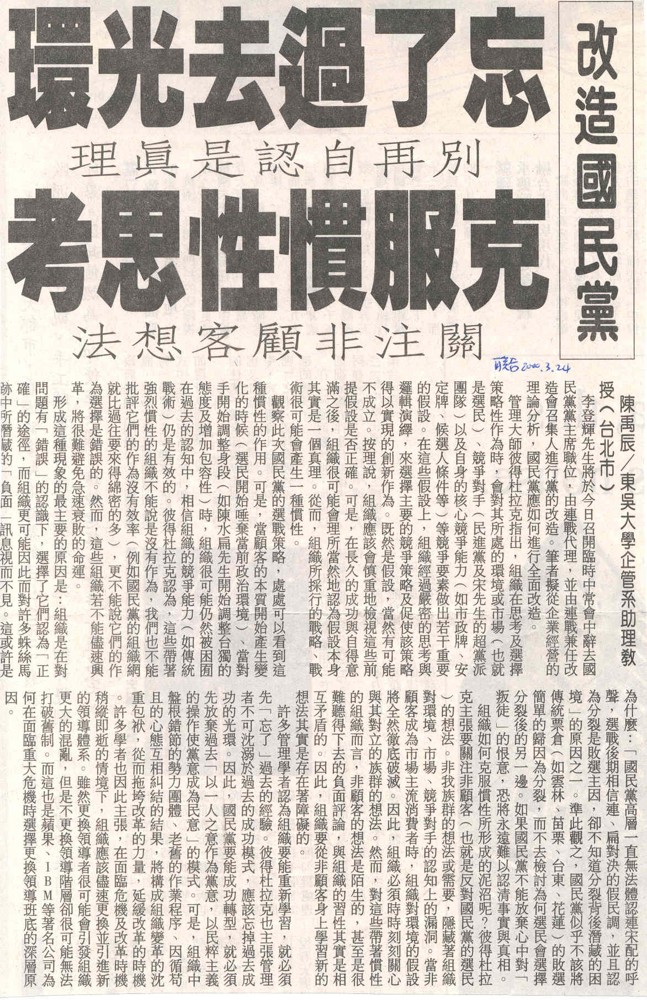 改造國民黨
忘了過去光環
別再自認是真理
克服慣性思考
關注非顧客想法
聯合2000.3.24
陳禹辰／東吳大學企管系助理教
授（台北市）
李登輝先生將於今日召開臨時中常會中辭去國
民黨黨主席職位，由連戰代理，並由連戰兼任改
造會召集人進行黨的改造。筆者擬從企業經營的
理論分析，國民黨應如何進行全面改造。
管理大師彼得杜拉克指出，組織在思考及選擇
策略性作為時，會對其所處的環境或市場（也就
是選民）、競爭對手（民進黨及宋先生的超黨派
團隊）以及自身的核心競爭能力（如市政牌、安
定牌、候選人條件等）等競爭要素做出若干重要
的假設。在這些假設上，組織經過嚴密的思考與
邏輯演繹，來選擇主要的競爭策略及促使該策略
得以實現的創新作為。既然是假設，當然有可能
不成立。按理說，組織應該會慎重地檢視這些前
提假設是否正確。可是，在長久的成功與自得意
滿之後，組織很可能會理所當然地認為假設本身
其實是一個真理。從而，組織所採行的戰略、戰
術很可能會產生一種慣性。
觀察此次國民黨的選戰策略，處處可以看到這
種慣性的作用。可是，當顧客的本質開始產生變
化的時候（選民開始唾棄當前政治環境）、當對
手開始調整身段（如陳水扁先生開始調整台獨的
態度及增加包容性）時，組織很可能仍然被困囿
在過去的認知中，相信組織的競爭能力（如傳統
戰術）仍是有效的。彼得杜拉克認為，這些帶著
強烈慣性的組織不能說是沒有作為，我們也不能
批評它們的作為沒有效率（例如國民黨的組織網
就比過往要來得綿密的多），更不能說它們的作
為選擇是錯誤的。然而，這些組織若不能儘速興
革，將很難避免急速衰敗的命運。
形成這種現象的最主要的原因是：組織是在對
問題有「錯誤」的認識下，選擇了它們認為「正
確」的途徑，而組織更可能因此而對許多蛛絲馬
跡中所潛藏的「負面」訊息視而不見。這或許是
為什麼：「國民黨高層一直無法體認連宋配的呼
聲，選戰後期相信連、扁對決的假民調，並且認
為分裂是敗選主因，卻不知道分裂背後潛藏的困
境」的原因之一。準此觀之，國民黨似乎不該將
傳統票倉（如雲林、苗栗、台東、花蓮）的敗選
簡單的歸因為分裂，而不去檢討為何選民會選擇
分裂後的另一邊。如果國民黨不能放棄心中對「
叛徒」的恨意，恐將永遠難以認清事實與真相。
組織如何克服慣性所形成的泥沼呢？彼得杜拉
克主張要關注非顧客（也就是反對國民黨的選民
）的想法。非我族群的想法或需要，隱藏著組織
對環境、市場、競爭對手的認知上的漏洞。當非
顧客成為市場主流消費者時，組織對環境的假設
將全然徹底破滅。因此，組織必須時時刻刻關心
與其對立的族群的想法。然而，對這些帶著慣性
的組織而言，非顧客的想法是陌生的，甚至是很
難聽得下去的負面評論，與組織的習性其實是相
互矛盾的。因此，組織要從非顧客身上學習新的
想法其實是存在著障礙的。
許多管理學者認為組織要能重新學習，就必須
先「忘了」過去的經驗。彼得杜拉克也主張管理
者不可沈溺於過去的成功模式，應該忘掉過去成
功的光環。因此，國民黨要能成功轉型，就必須
先放棄過去「以一人之意作為黨意，以民粹主義
的操作使黨意成為民意」的模式。可是，組織中
盤根錯節的勢力團體、老舊的作業程序、因循苟
且的心態互相糾結的結果，將構成組織變革的沈
重包袱，從而拖垮改革的力量，延緩改革的時機
。許多學者也因此主張，在面臨危機及改革時機
稍縱即逝的情境下，組織應該儘速更換並引進新
的領導體系。雖然更換領導者很可能會引發組織
更大的混亂，但是不更換領導階層卻很可能無法
打破舊制。而這也是蘋果、IBM等著名公司為
何在面臨重大危機時選擇更換領導班底的深層原
因。